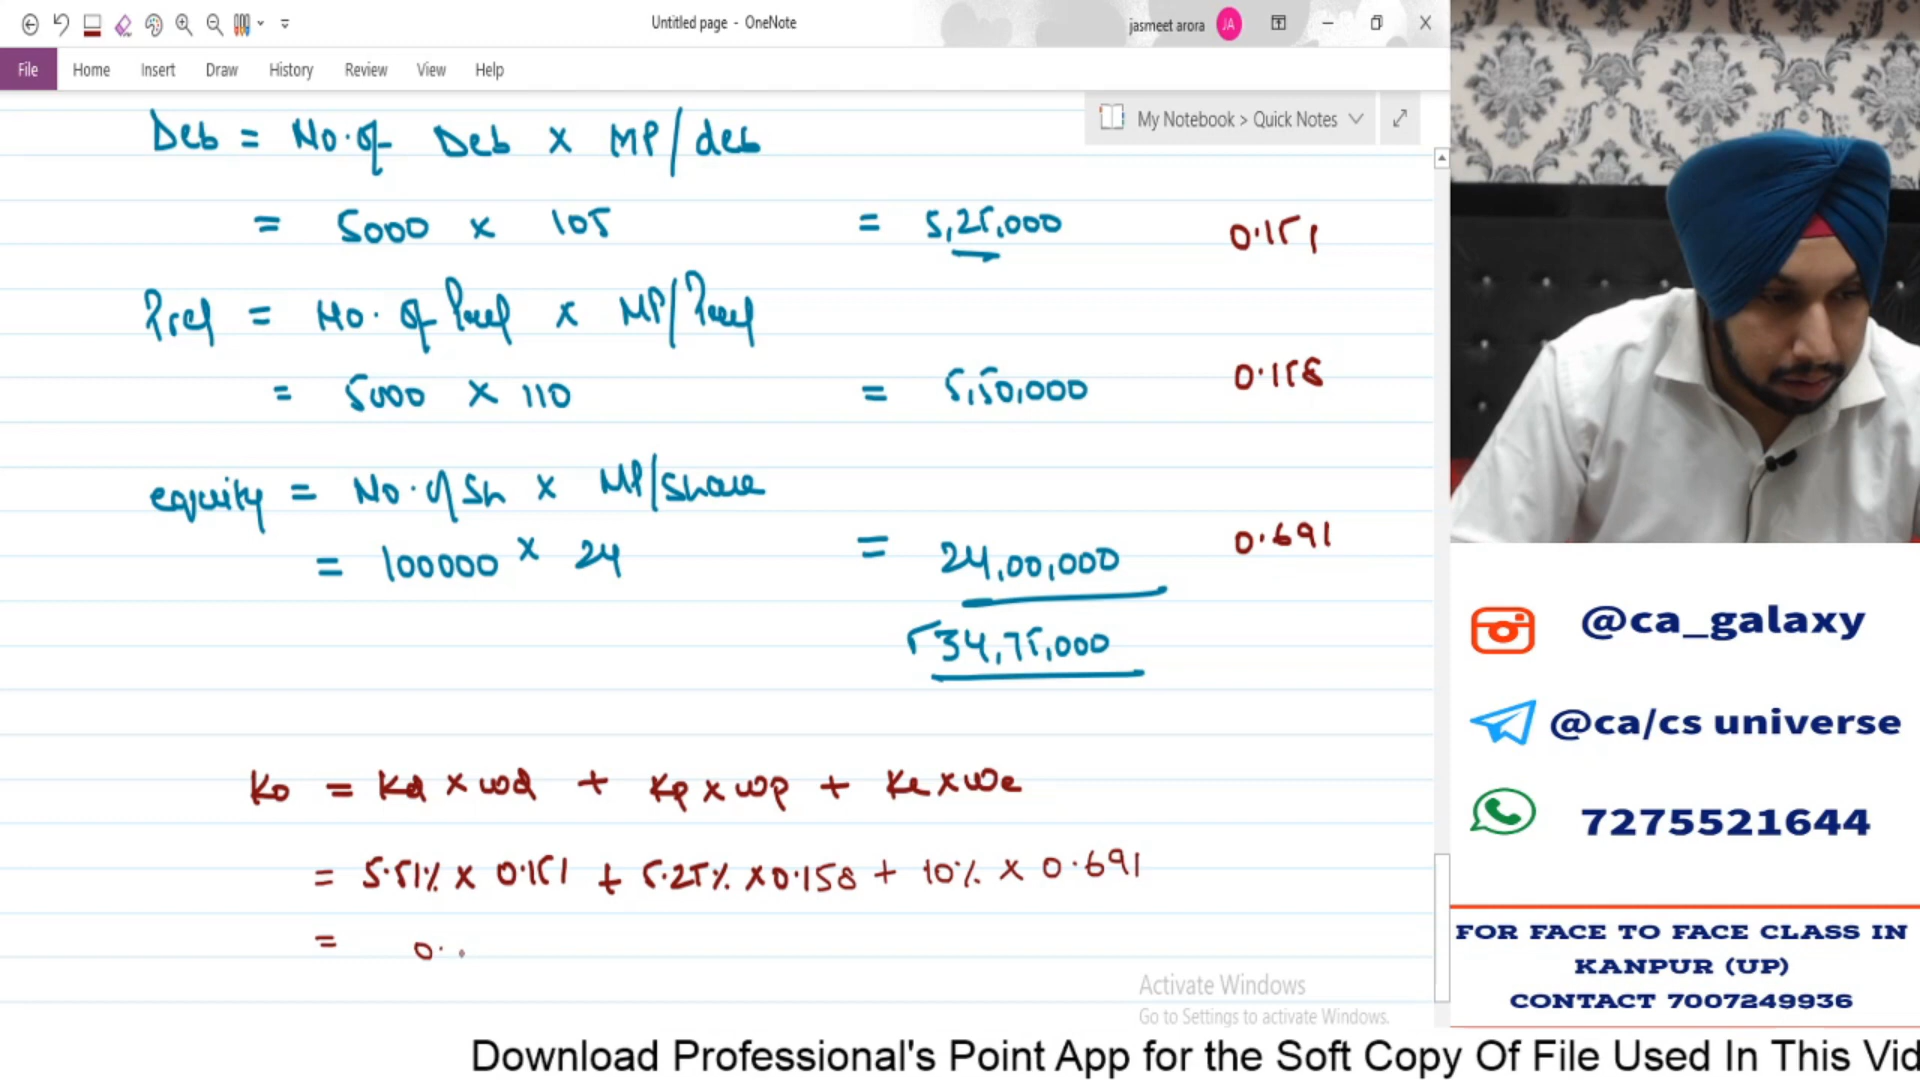 Untitled page - OneNote
jasmeet arora
JA
File
Home
Insert
Draw
History
Review
View
Help
My Notebook > Quick Notes
Deb = No. of Deb x MP/deb
= 5000 x 105 = 5,25,000 0.151
Pref = No. of Pref x MP/Pref
= 5000 x 110 = 5,50,000 0.158
equity = No. of Sh x MP/share
= 100000 x 24 = 24,00,000 0.691
34,75,000
Ko = Kd x wd + Kp x wp + Ke x we
= 5.51% x 0.151 + 5.25% x 0.158 + 10% x 0.691
= 0.
Activate Windows
Go to Settings to activate Windows.
@ca_galaxy
@ca/cs universe
7275521644
FOR FACE TO FACE CLASS IN
KANPUR (UP)
CONTACT 7007249936
Download Professional's Point App for the Soft Copy Of File Used In This Vid